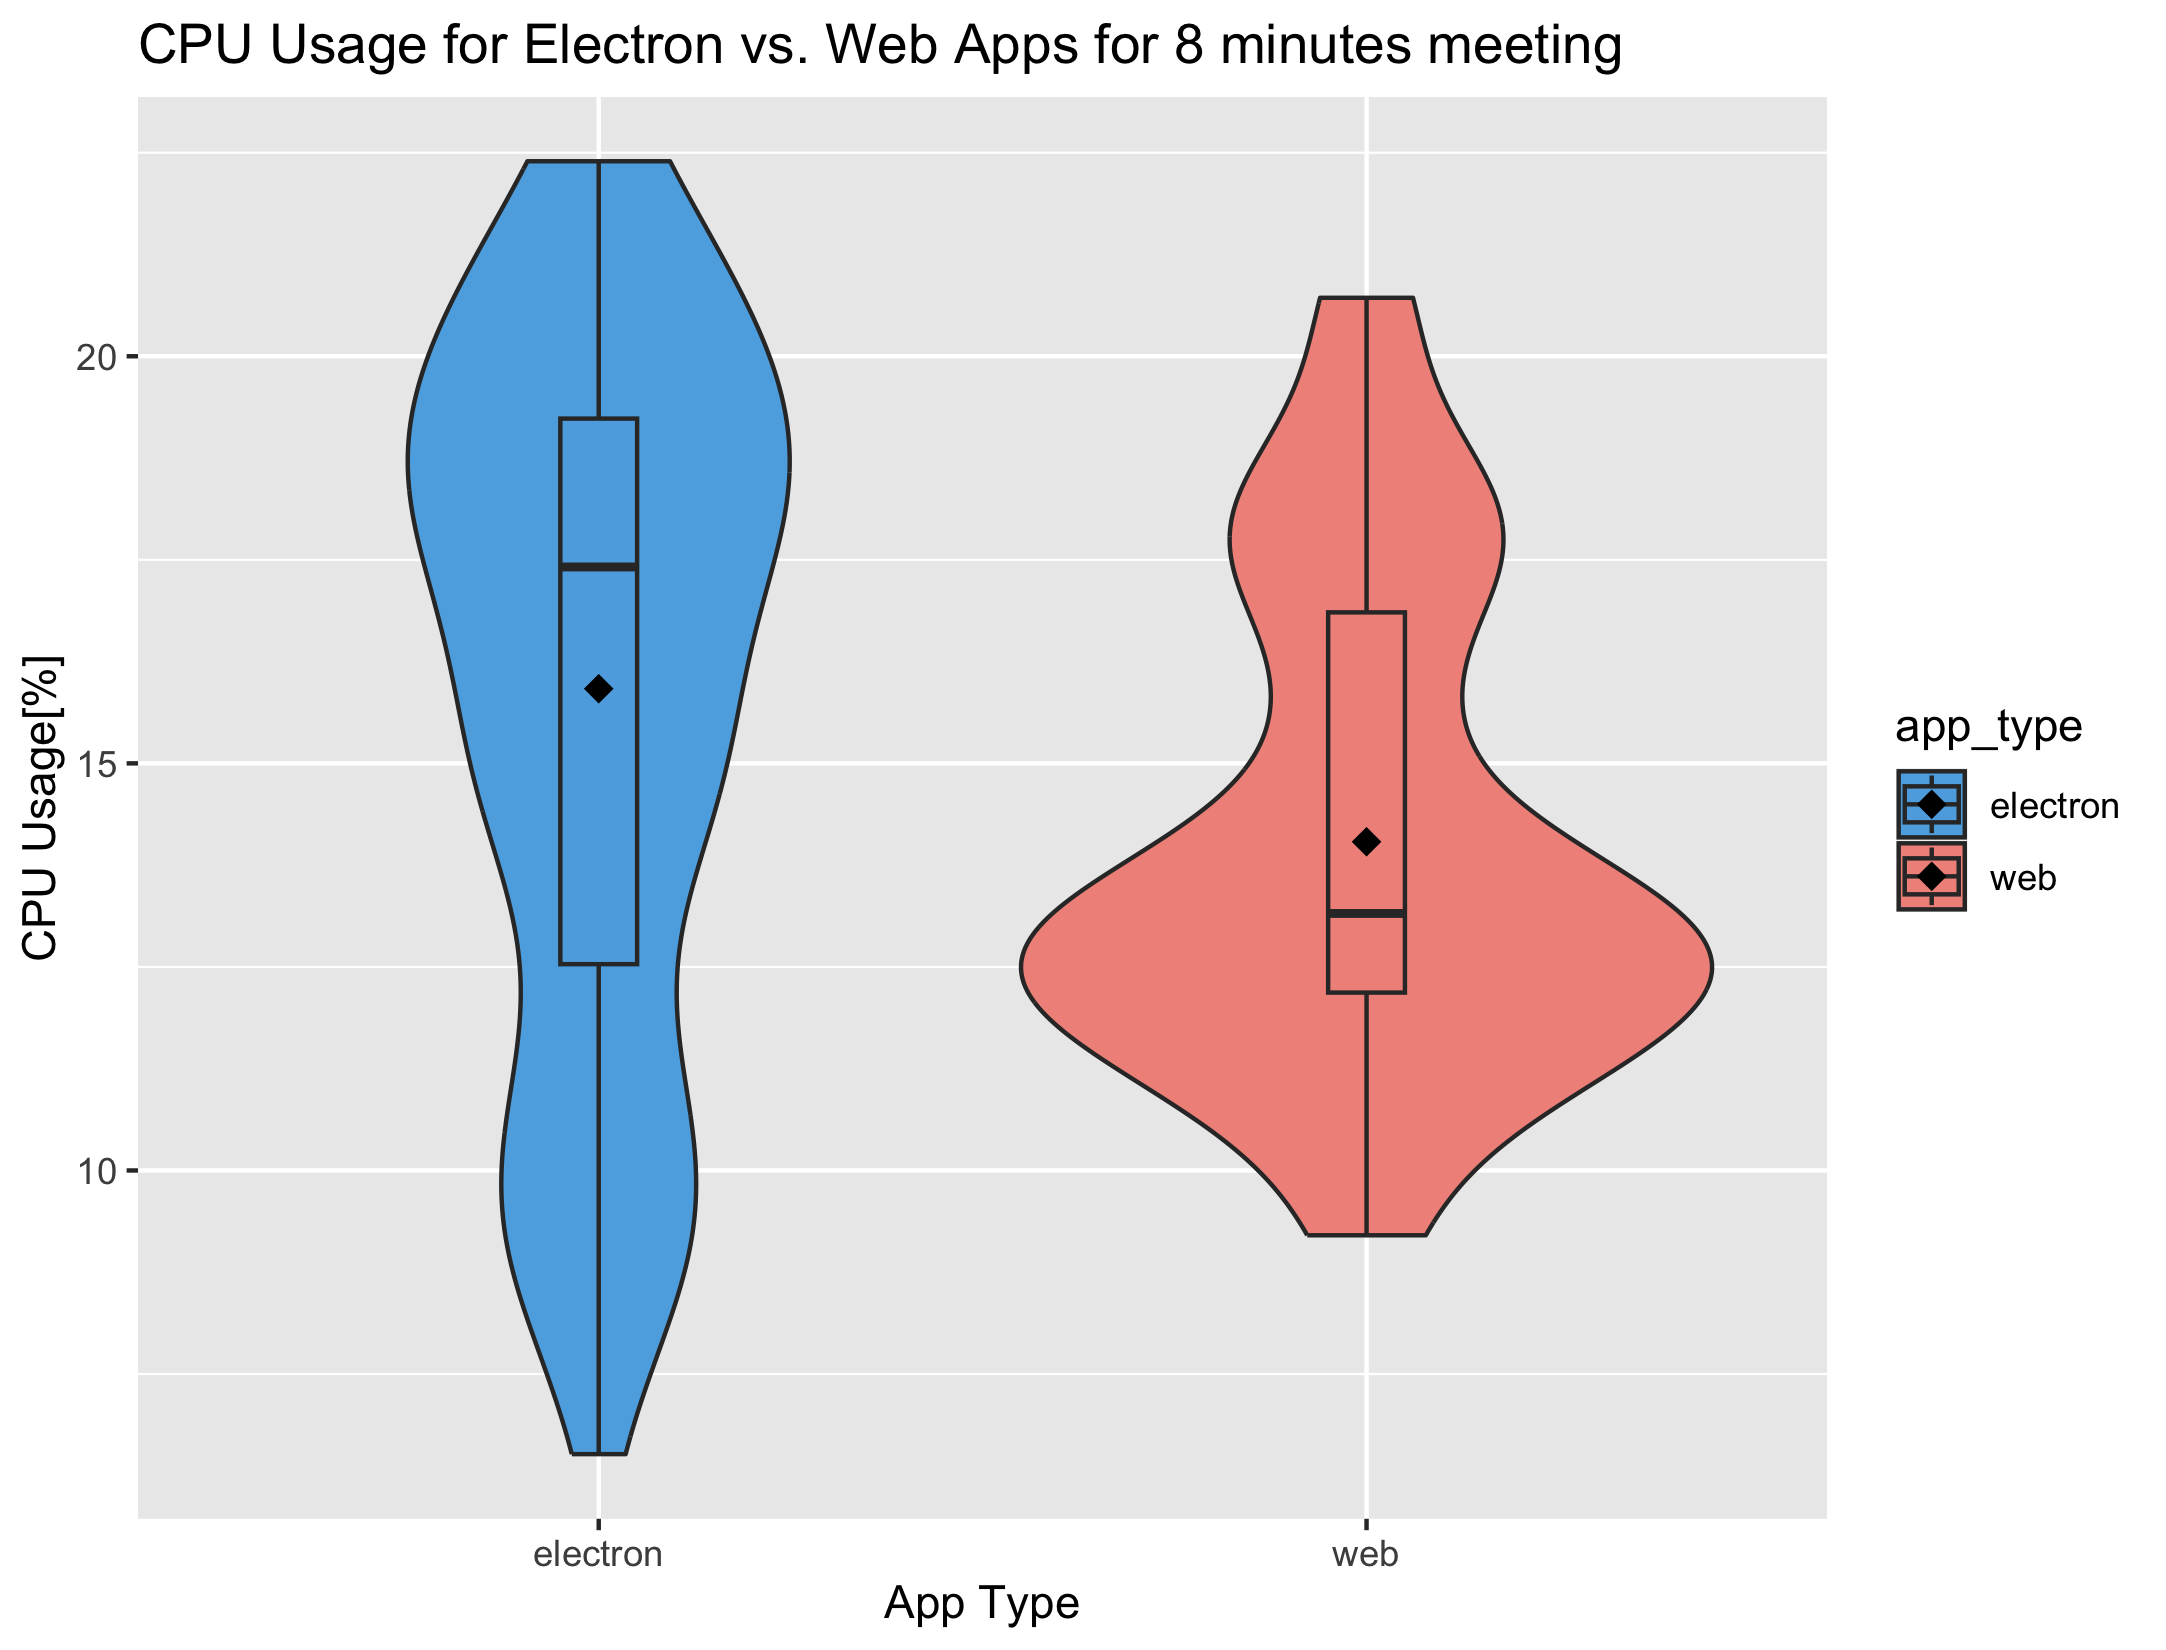 CPU Usage for Electron vs. Web Apps for 8 minutes meeting
CPU Usage[%]
20
15
10
electron
web
App Type
app_type
electron
web